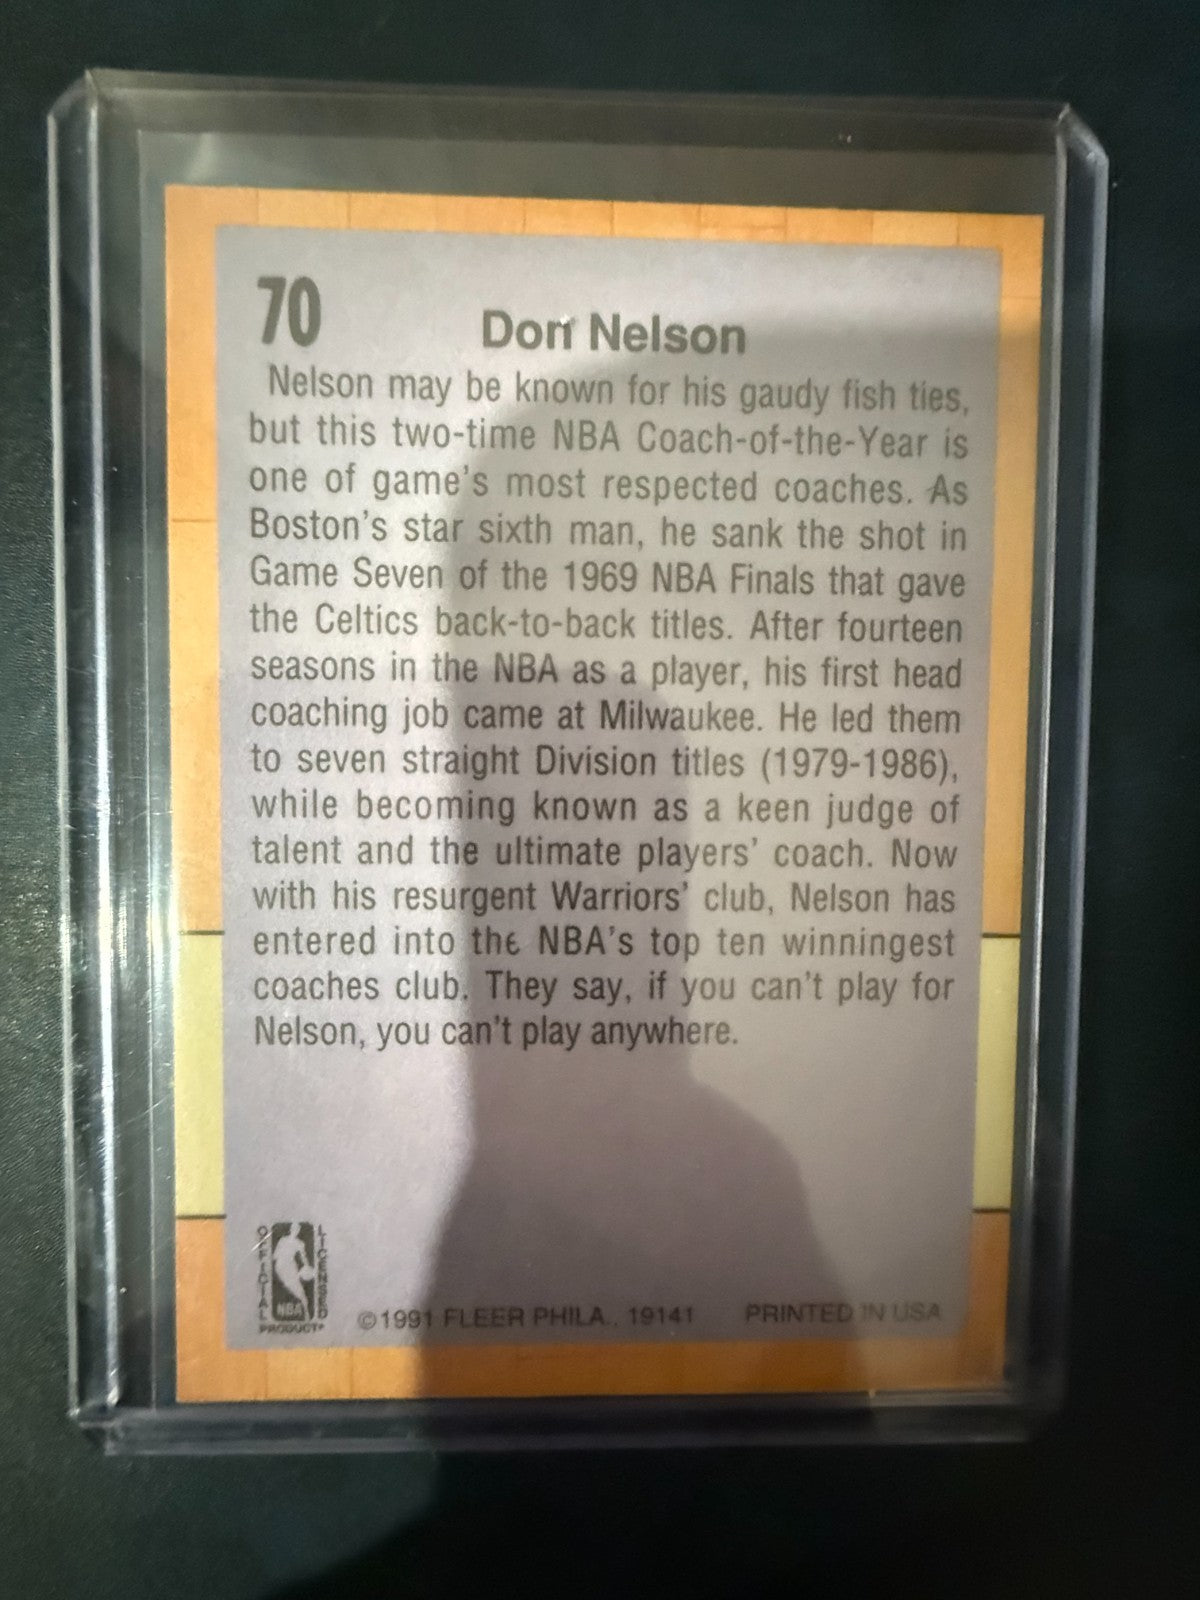 70
Don Nelson
Nelson may be known for his gaudy fish ties,
but this two-time NBA Coach-of-the-Year is
one of game's most respected coaches. As
Boston's star sixth man, he sank the shot in
Game Seven of the 1969 NBA Finals that gave
the Celtics back-to-back titles. After fourteen
seasons in the NBA as a player, his first head
coaching job came at Milwaukee. He led them
to seven straight Division titles (1979-1986),
while becoming known as a keen judge of
talent and the ultimate players' coach. Now
with his resurgent Warriors' club, Nelson has
entered into the NBA's top ten winningest
coaches club. They say, if you can't play for
Nelson, you can't play anywhere.
OFFICIAL
LICENSED
NBA
PRODUCT
©1991 FLEER PHILA., 19141 PRINTED IN USA